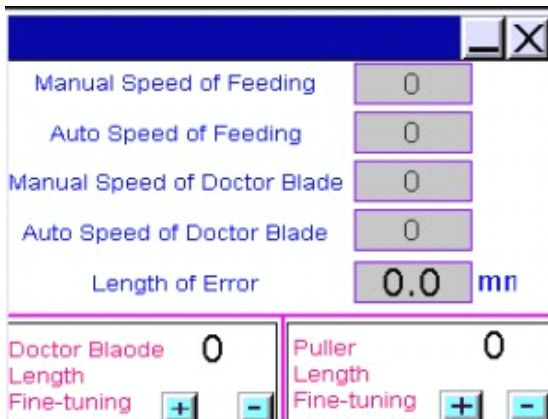 Manual Speed of Feeding 0
Auto Speed of Feeding 0
Manual Speed of Doctor Blade 0
Auto Speed of Doctor Blade 0
Length of Error 0.0 mm
Doctor Blaode 0
Length
Fine-tuning + -
Puller 0
Length
Fine-tuning + -